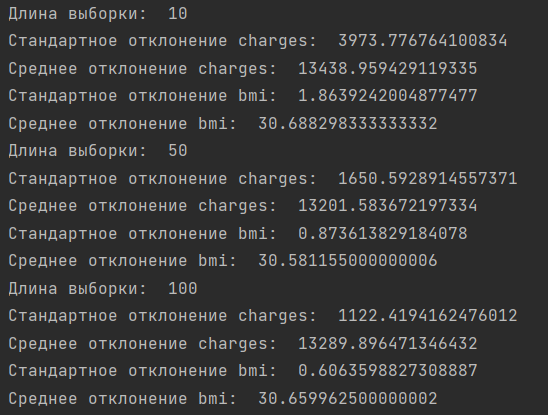 Длина выборки:  10
Стандартное отклонение charges:  3973.776764100834
Среднее отклонение charges:  13438.959429119335
Стандартное отклонение bmi:  1.8639242004877477
Среднее отклонение bmi:  30.688298333333332
Длина выборки:  50
Стандартное отклонение charges:  1650.5928914557371
Среднее отклонение charges:  13201.583672197334
Стандартное отклонение bmi:  0.873613829184078
Среднее отклонение bmi:  30.581155000000006
Длина выборки:  100
Стандартное отклонение charges:  1122.4194162476012
Среднее отклонение charges:  13289.896471346432
Стандартное отклонение bmi:  0.6063598827308887
Среднее отклонение bmi:  30.659962500000002